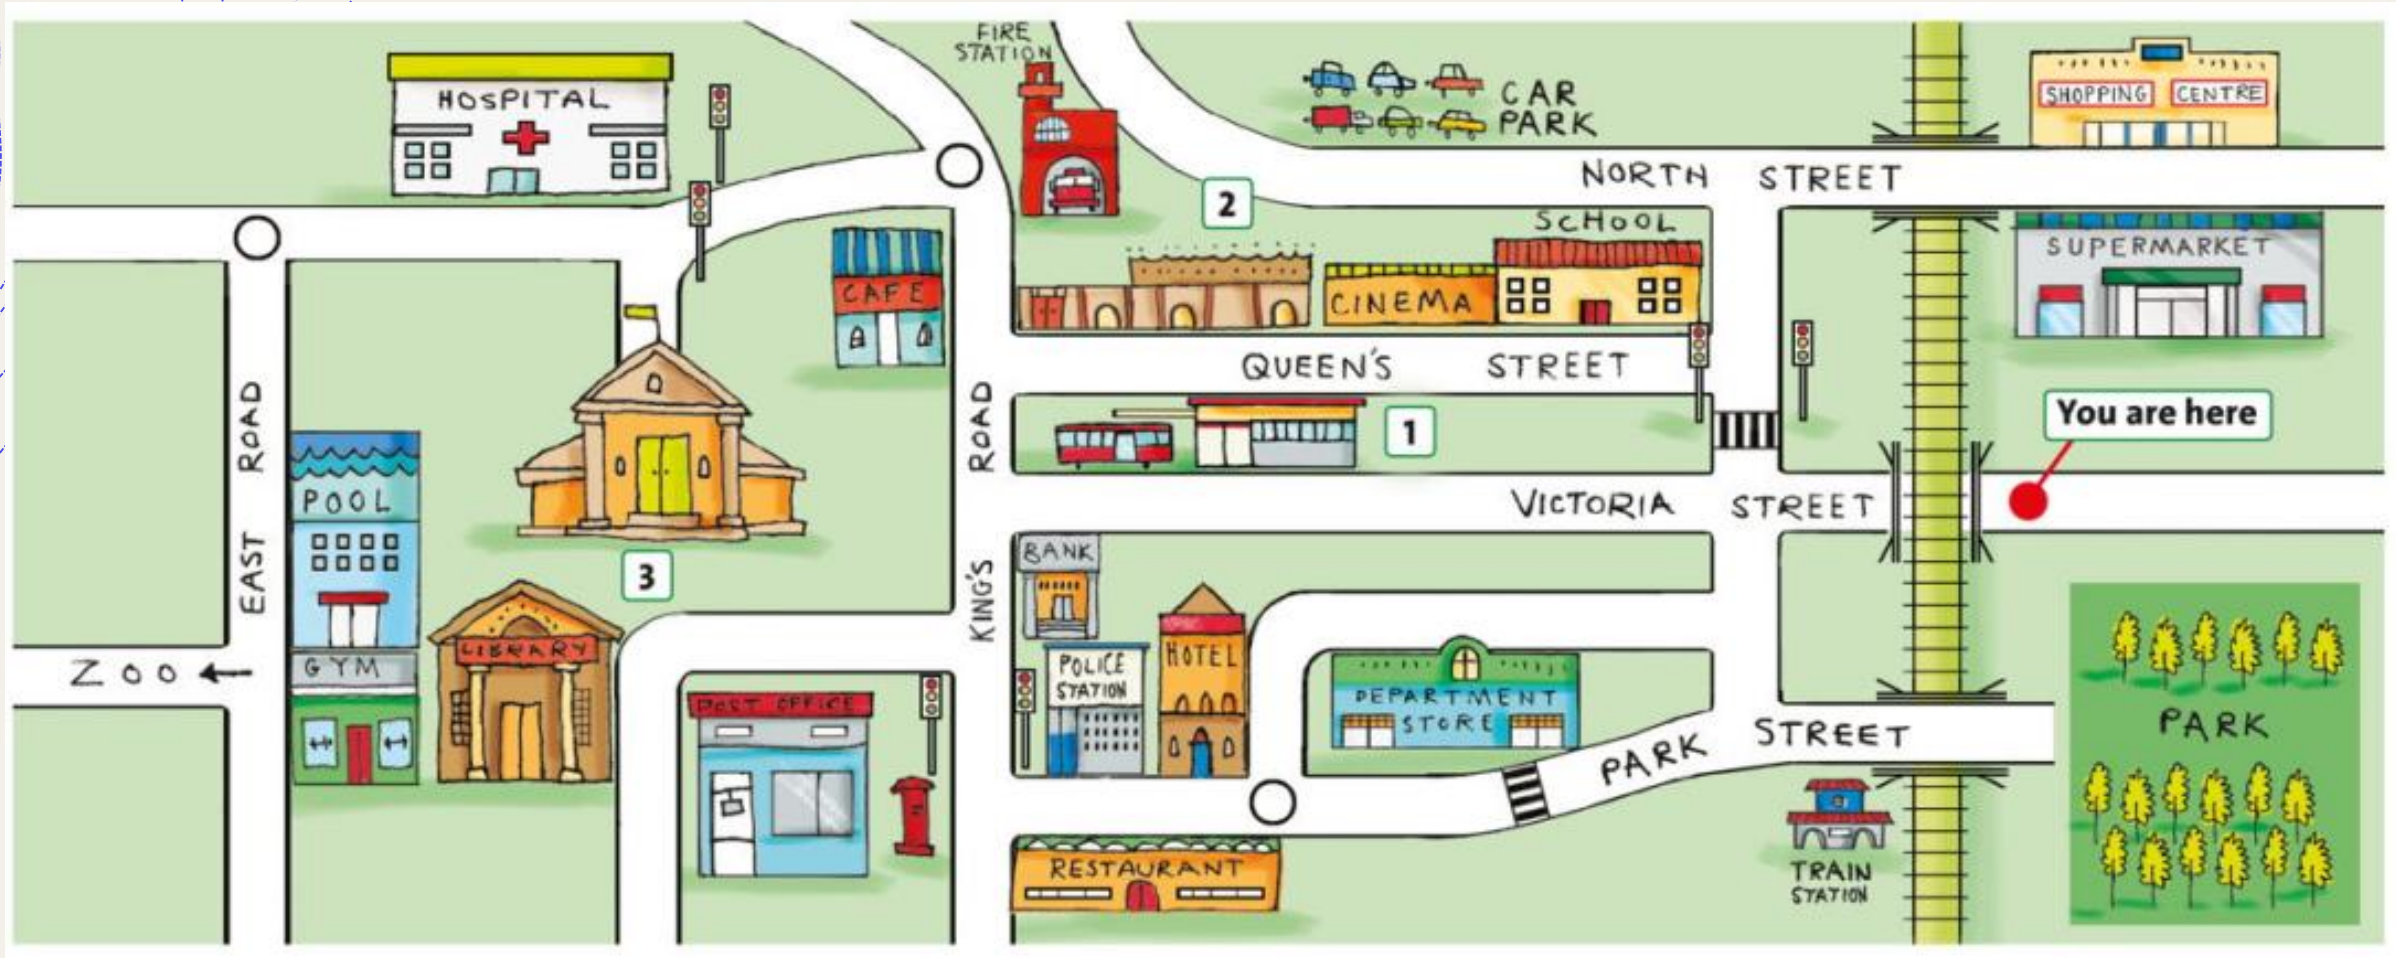 FIRE
STATION
HOSPITAL
CAR
PARK
SHOPPING CENTRE
NORTH STREET
2
SCHOOL
SUPERMARKET
CAFE
CINEMA
QUEEN'S STREET
You are here
1
EAST ROAD
KING'S ROAD
POOL
VICTORIA STREET
BANK
3
ZOO
GYM
LIBRARY
POLICE
STATION
HOTEL
POST OFFICE
DEPARTMENT
STORE
PARK STREET
PARK
RESTAURANT
TRAIN
STATION